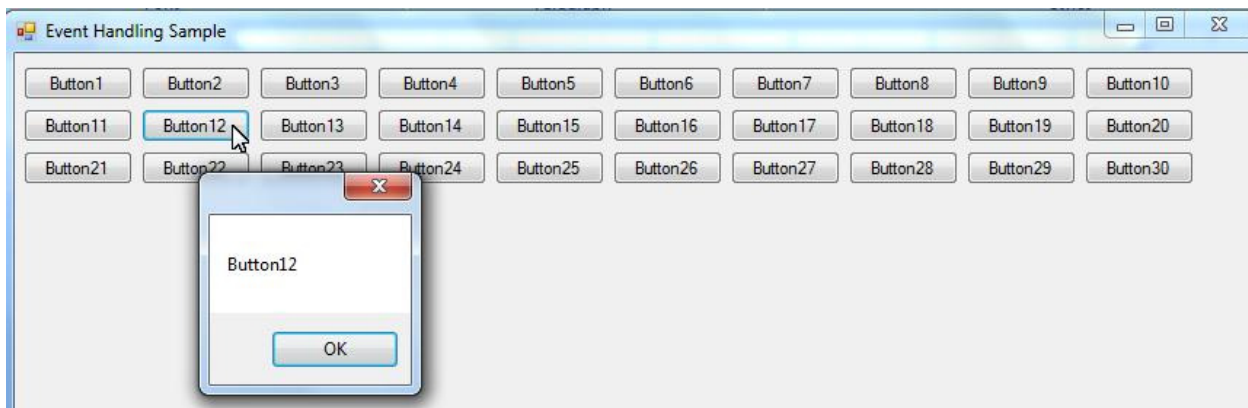 Event Handling Sample
Button1 Button2 Button3 Button4 Button5 Button6 Button7 Button8 Button9 Button10
Button11 Button12 Button13 Button14 Button15 Button16 Button17 Button18 Button19 Button20
Button21 Button22 Button23 Button24 Button25 Button26 Button27 Button28 Button29 Button30
Button12
OK